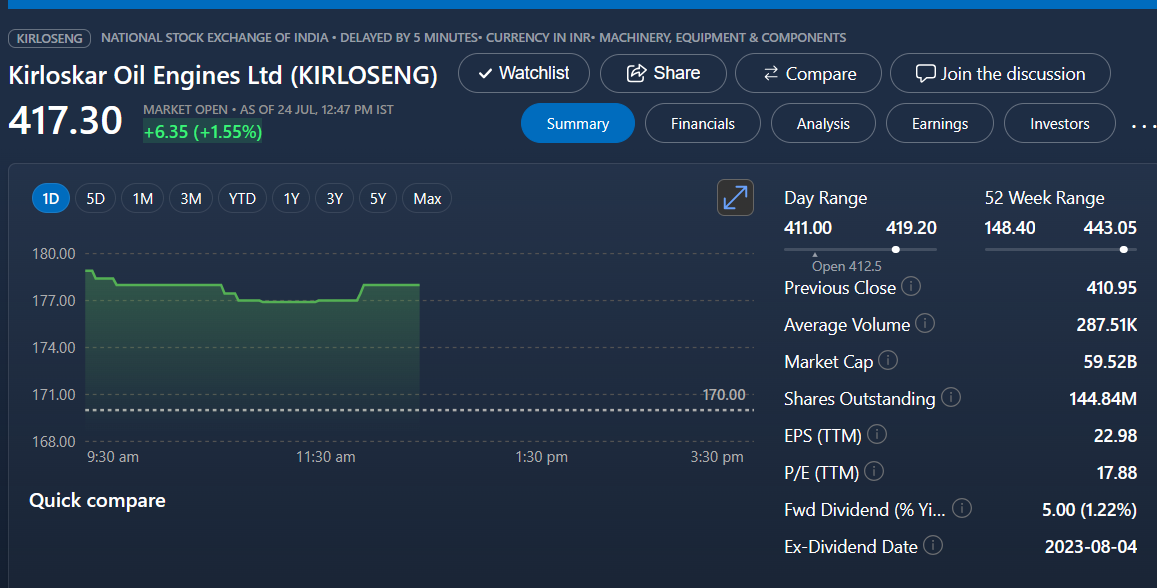 KIRLOSENG NATIONAL STOCK EXCHANGE OF INDIA • DELAYED BY 5 MINUTES• CURRENCY IN INR• MACHINERY, EQUIPMENT & COMPONENTS
Kirloskar Oil Engines Ltd (KIRLOSENG)
Watchlist
Share
Compare
Join the discussion
417.30
MARKET OPEN • AS OF 24 JUL, 12:47 PM IST
+6.35 (+1.55%)
Summary
Financials
Analysis
Earnings
Investors
...
1D 5D 1M 3M YTD 1Y 3Y 5Y Max
180.00
177.00
174.00
171.00
170.00
168.00
9:30 am 11:30 am 1:30 pm 3:30 pm
Quick compare
Day Range
411.00 419.20
Open 412.5
52 Week Range
148.40 443.05
Previous Close 410.95
Average Volume 287.51K
Market Cap 59.52B
Shares Outstanding 144.84M
EPS (TTM) 22.98
P/E (TTM) 17.88
Fwd Dividend (% Yi... 5.00 (1.22%)
Ex-Dividend Date 2023-08-04